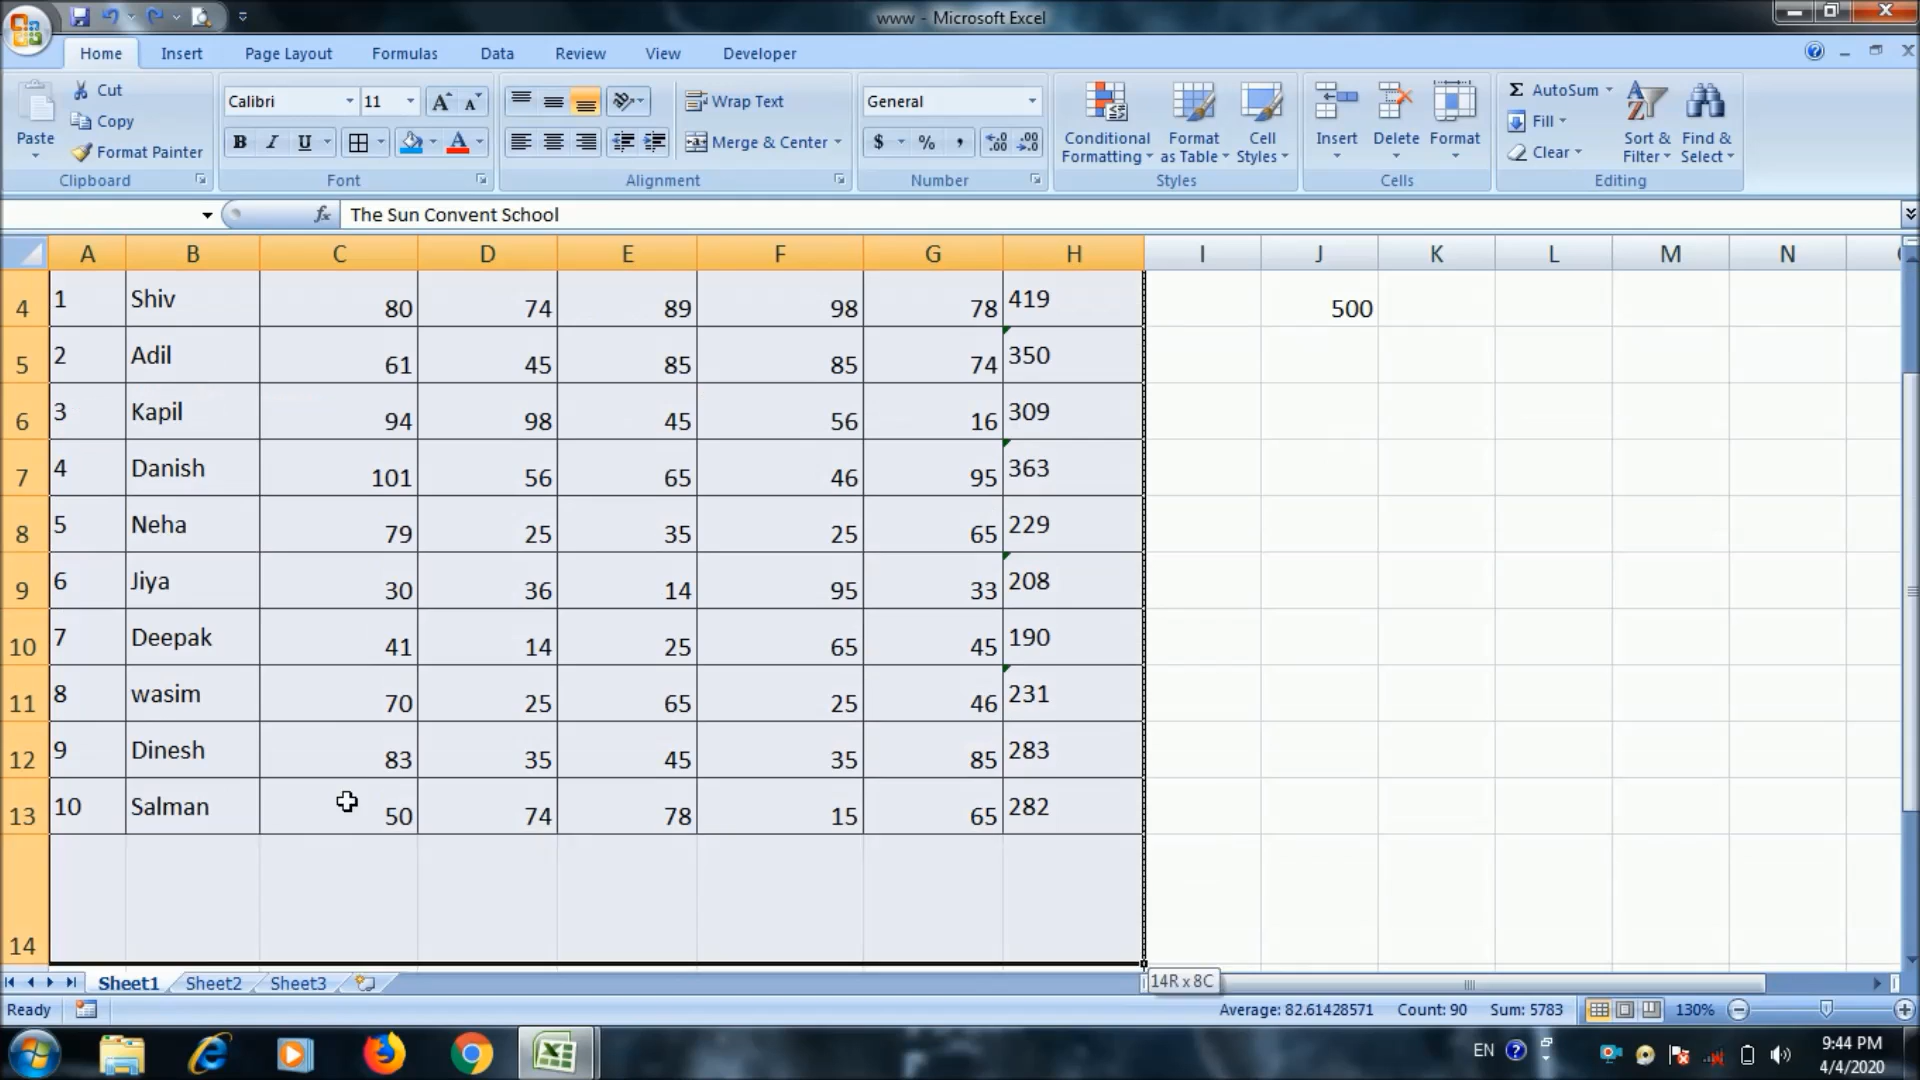 www - Microsoft Excel
Home Insert Page Layout Formulas Data Review View Developer
Paste
Cut
Copy
Format Painter
Clipboard
Calibri 11
B I U
Font
Wrap Text
Merge & Center
Alignment
General
$ % ,
Number
Conditional Formatting
Format as Table
Cell Styles
Styles
Insert Delete Format
Cells
Σ AutoSum
Fill
Clear
Sort & Filter
Find & Select
Editing
fx The Sun Convent School
A B C D E F G H I J K L M N
4 1 Shiv 80 74 89 98 78 419 500
5 2 Adil 61 45 85 85 74 350
6 3 Kapil 94 98 45 56 16 309
7 4 Danish 101 56 65 46 95 363
8 5 Neha 79 25 35 25 65 229
9 6 Jiya 30 36 14 95 33 208
10 7 Deepak 41 14 25 65 45 190
11 8 wasim 70 25 65 25 46 231
12 9 Dinesh 83 35 45 35 85 283
13 10 Salman 50 74 78 15 65 282
14
Sheet1 Sheet2 Sheet3
14R x 8C
Ready Average: 82.61428571 Count: 90 Sum: 5783 130%
EN
9:44 PM
4/4/2020